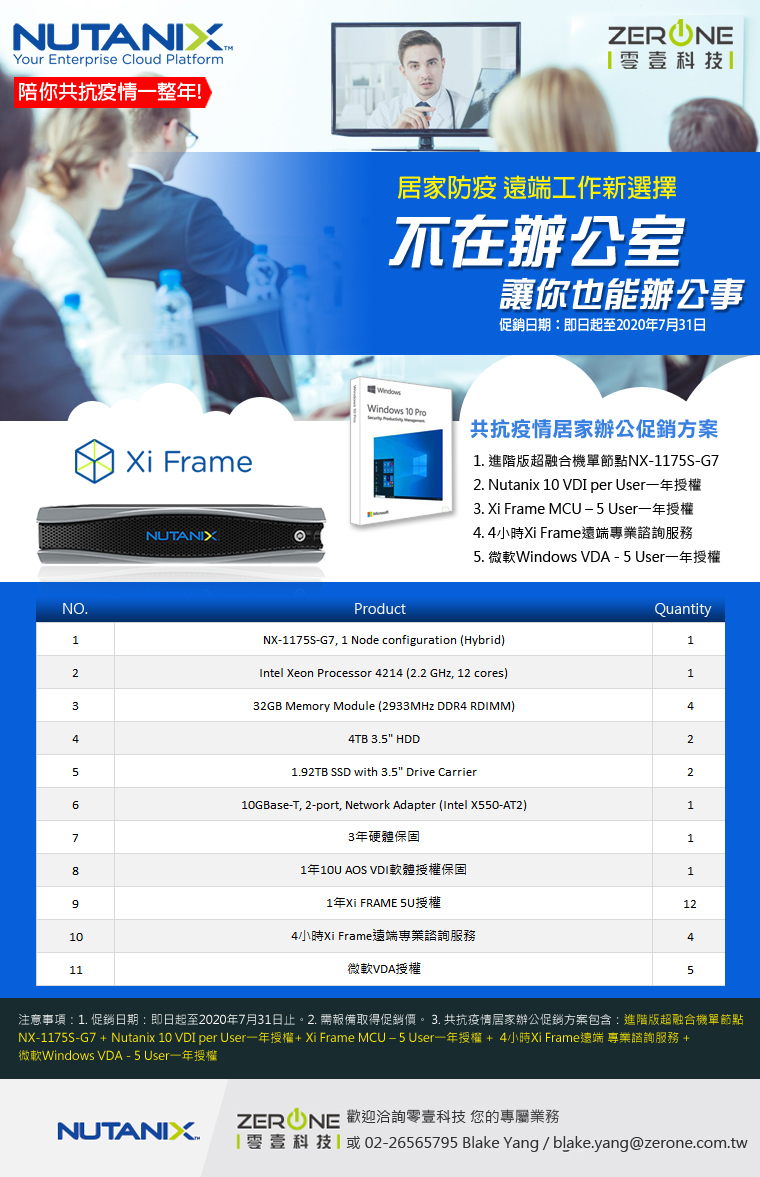 NUTANIX™
Your Enterprise Cloud Platform
ZERONE
零壹科技
陪你共抗疫情一整年!
居家防疫 遠端工作新選擇
不在辦公室
讓你也能辦公事
促銷日期：即日起至2020年7月31日
Windows
Windows 10 Pro
Security. Productivity. Management.
Windows 10 Pro
Microsoft
Xi Frame
NUTANIX
共抗疫情居家辦公促銷方案
1. 進階版超融合機單節點NX-1175S-G7
2. Nutanix 10 VDI per User一年授權
3. Xi Frame MCU – 5 User一年授權
4. 4小時Xi Frame遠端專業諮詢服務
5. 微軟Windows VDA - 5 User一年授權
NO. Product Quantity
1 NX-1175S-G7, 1 Node configuration (Hybrid) 1
2 Intel Xeon Processor 4214 (2.2 GHz, 12 cores) 1
3 32GB Memory Module (2933MHz DDR4 RDIMM) 4
4 4TB 3.5" HDD 2
5 1.92TB SSD with 3.5" Drive Carrier 2
6 10GBase-T, 2-port, Network Adapter (Intel X550-AT2) 1
7 3年硬體保固 1
8 1年10U AOS VDI軟體授權保固 1
9 1年Xi FRAME 5U授權 12
10 4小時Xi Frame遠端專業諮詢服務 4
11 微軟VDA授權 5
注意事項：1. 促銷日期：即日起至2020年7月31日止。2. 需報備取得促銷價。 3. 共抗疫情居家辦公促銷方案包含：進階版超融合機單節點
NX-1175S-G7 + Nutanix 10 VDI per User一年授權+ Xi Frame MCU – 5 User一年授權 + 4小時Xi Frame遠端 專業諮詢服務 +
微軟Windows VDA - 5 User一年授權
NUTANIX™
ZERONE
零壹科技
歡迎洽詢零壹科技 您的專屬業務
或 02-26565795 Blake Yang / blake.yang@zerone.com.tw